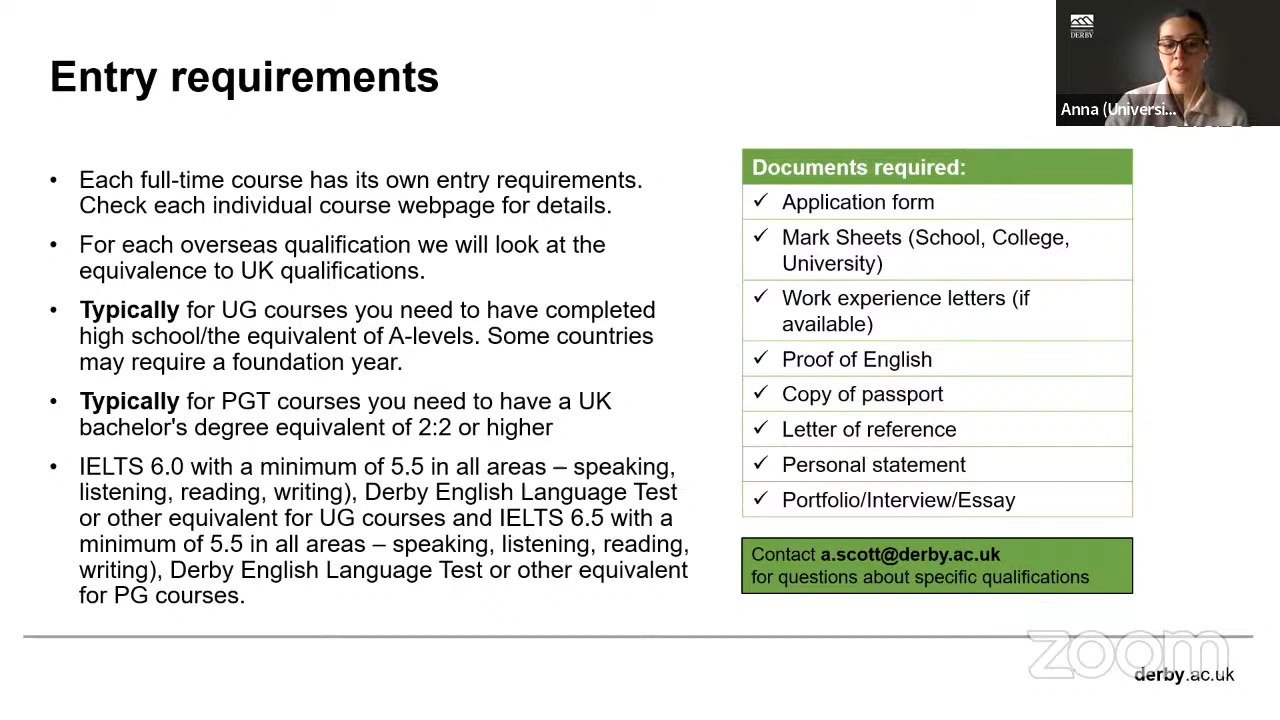 Entry requirements
• Each full-time course has its own entry requirements.
Check each individual course webpage for details.
• For each overseas qualification we will look at the
equivalence to UK qualifications.
• Typically for UG courses you need to have completed
high school/the equivalent of A-levels. Some countries
may require a foundation year.
• Typically for PGT courses you need to have a UK
bachelor's degree equivalent of 2:2 or higher
• IELTS 6.0 with a minimum of 5.5 in all areas – speaking,
listening, reading, writing), Derby English Language Test
or other equivalent for UG courses and IELTS 6.5 with a
minimum of 5.5 in all areas – speaking, listening, reading,
writing), Derby English Language Test or other equivalent
for PG courses.
DERBY
Anna (Universi...
Documents required:
✓ Application form
✓ Mark Sheets (School, College,
University)
✓ Work experience letters (if
available)
✓ Proof of English
✓ Copy of passport
✓ Letter of reference
✓ Personal statement
✓ Portfolio/Interview/Essay
Contact a.scott@derby.ac.uk
for questions about specific qualifications
zoom
derby.ac.uk